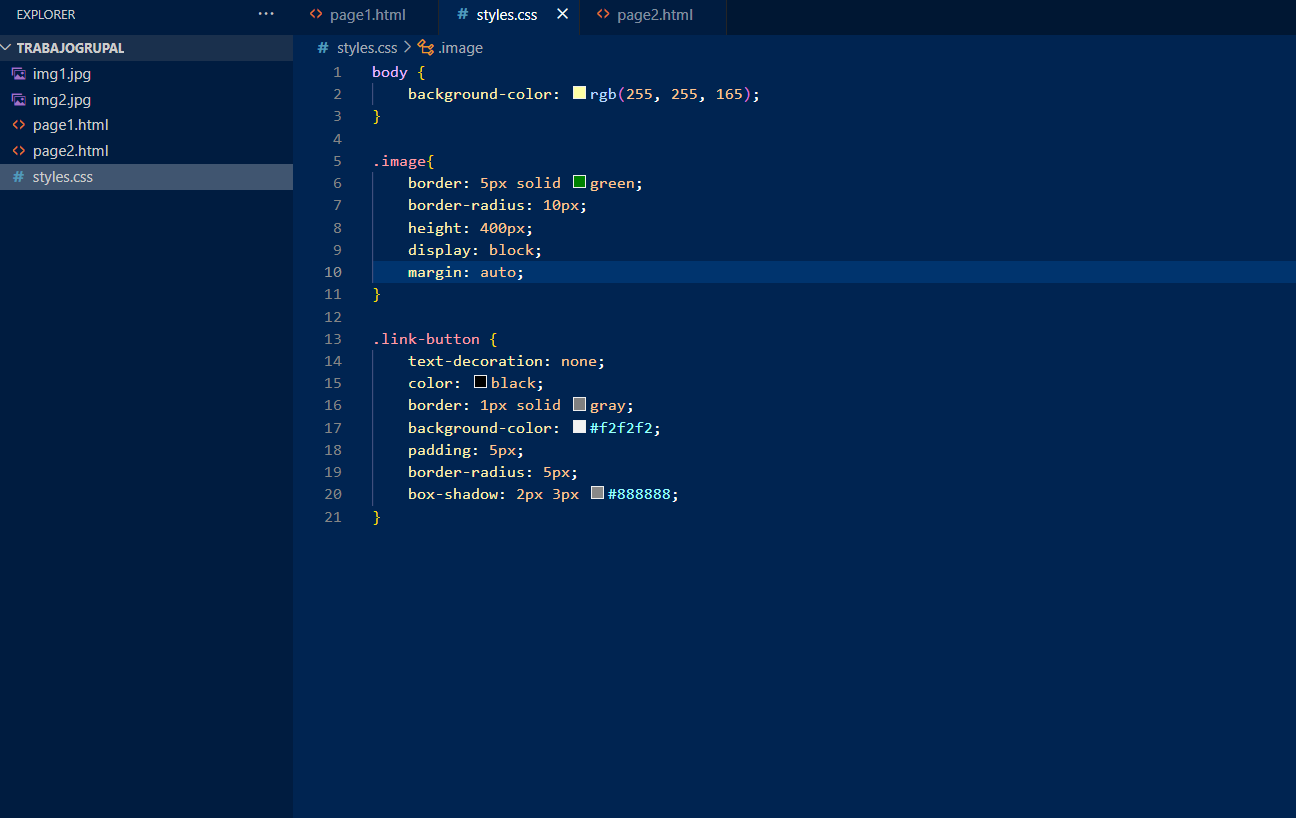 EXPLORER ···
TRABAJOGRUPAL
img1.jpg
img2.jpg
page1.html
page2.html
# styles.css
page1.html # styles.css page2.html
# styles.css > .image
1 body {
2     background-color: rgb(255, 255, 165);
3 }
4
5 .image{
6     border: 5px solid green;
7     border-radius: 10px;
8     height: 400px;
9     display: block;
10     margin: auto;
11 }
12
13 .link-button {
14     text-decoration: none;
15     color: black;
16     border: 1px solid gray;
17     background-color: #f2f2f2;
18     padding: 5px;
19     border-radius: 5px;
20     box-shadow: 2px 3px #888888;
21 }